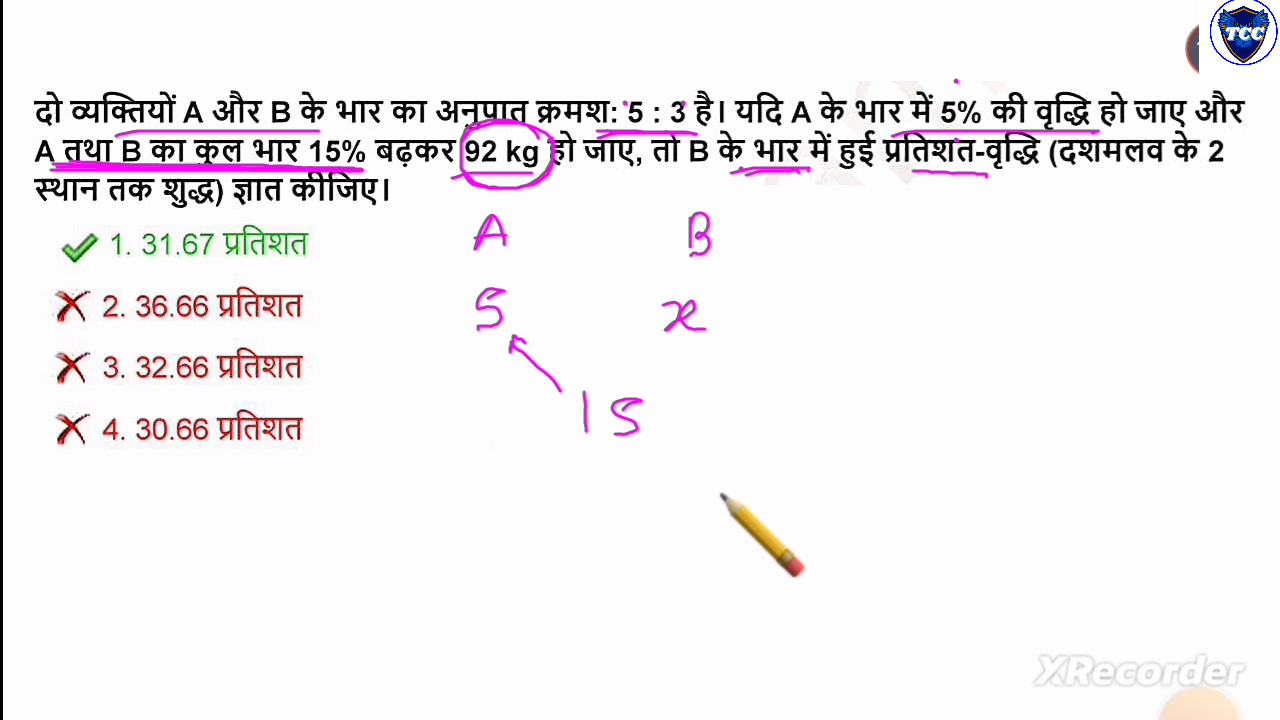 TCC
दो व्यक्तियों A और B के भार का अनुपात क्रमश: 5 : 3 है। यदि A के भार में 5% की वृद्धि हो जाए और
A तथा B का कुल भार 15% बढ़कर 92 kg हो जाए, तो B के भार में हुई प्रतिशत-वृद्धि (दशमलव के 2
स्थान तक शुद्ध) ज्ञात कीजिए।
1. 31.67 प्रतिशत
2. 36.66 प्रतिशत
3. 32.66 प्रतिशत
4. 30.66 प्रतिशत
A B
5 x
15
XRecorder